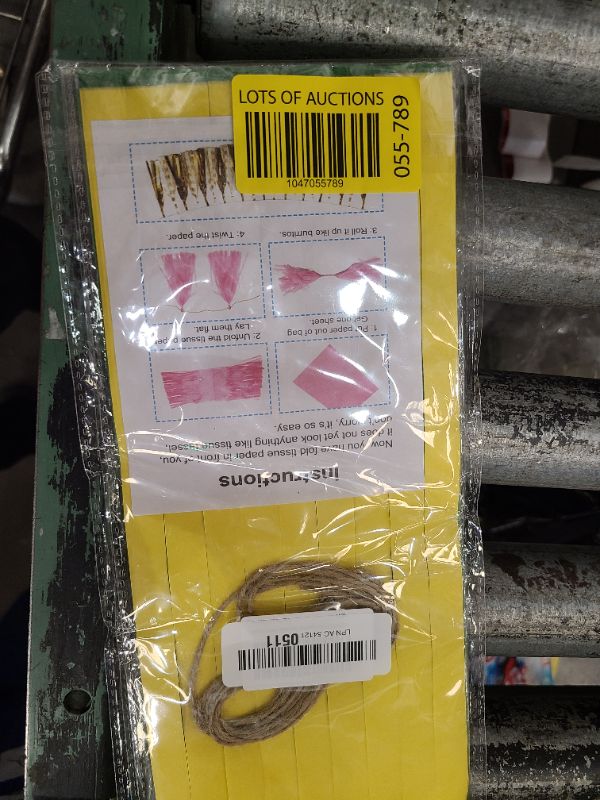 LOTS OF AUCTIONS
1047055789
055-789
instructions
Now you have fold tissue paper in front of you,
it does not yet look anything like tissue tassel.
don't worry, it's so easy.
1: Pull paper out of bag
Get one sheet.
2: Unfold the tissue paper
Lay them flat.
3. Roll it up like burritos.
4: Twist the paper.
LPN AC 54121 0511